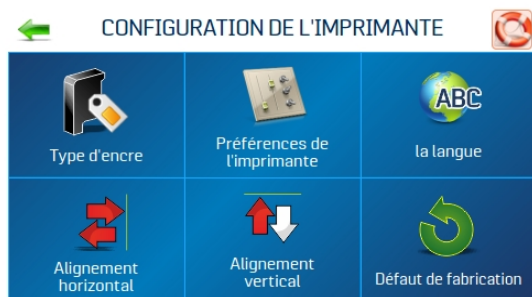 CONFIGURATION DE L'IMPRIMANTE
Type d'encre
Préférences de
l'imprimante
ABC
la langue
Alignement
horizontal
Alignement
vertical
Défaut de fabrication